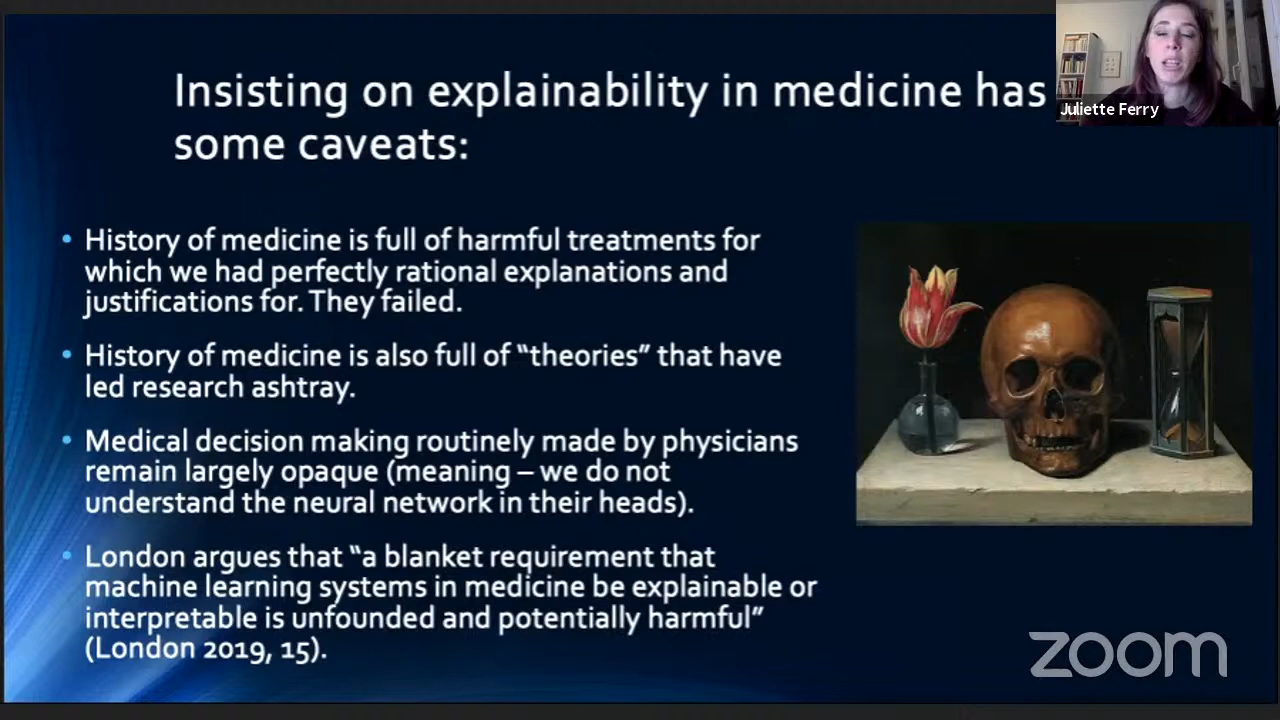 Insisting on explainability in medicine has
some caveats:
Juliette Ferry
• History of medicine is full of harmful treatments for
which we had perfectly rational explanations and
justifications for. They failed.
• History of medicine is also full of “theories” that have
led research ashtray.
• Medical decision making routinely made by physicians
remain largely opaque (meaning – we do not
understand the neural network in their heads).
• London argues that “a blanket requirement that
machine learning systems in medicine be explainable or
interpretable is unfounded and potentially harmful”
(London 2019, 15).
zoom